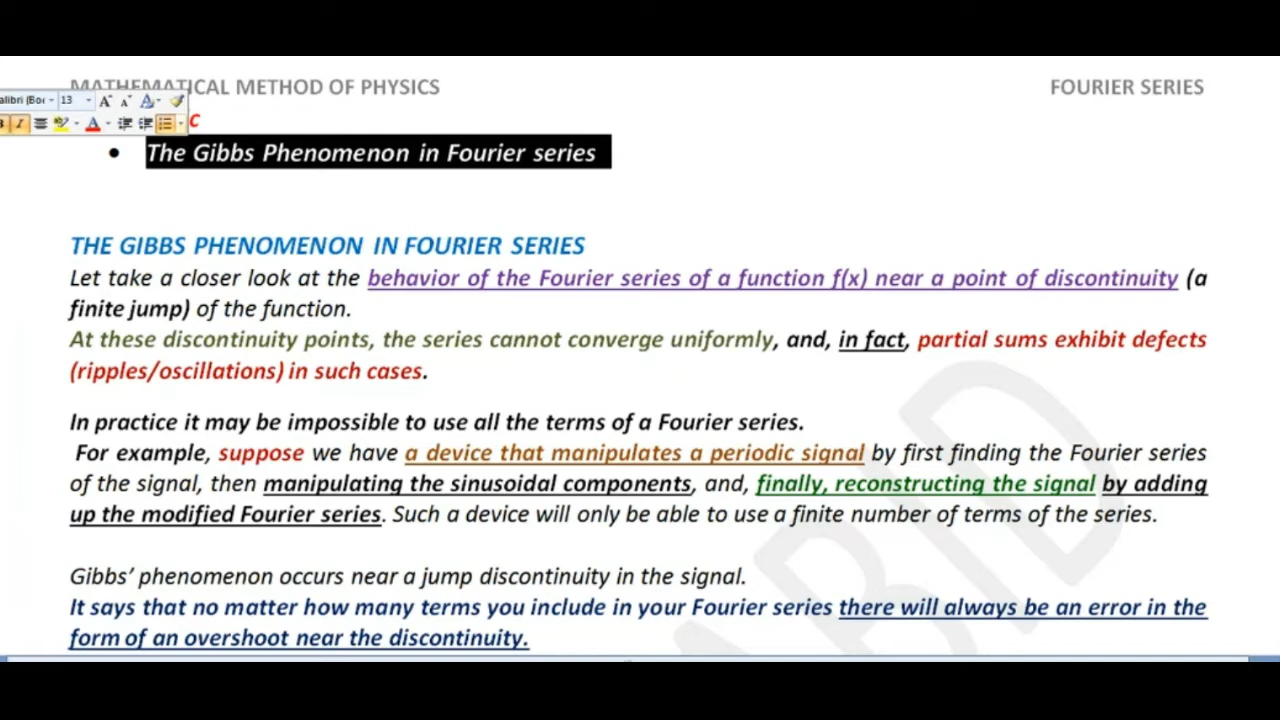 MATHEMATICAL METHOD OF PHYSICS FOURIER SERIES
13
C
• The Gibbs Phenomenon in Fourier series
THE GIBBS PHENOMENON IN FOURIER SERIES
Let take a closer look at the behavior of the Fourier series of a function f(x) near a point of discontinuity (a
finite jump) of the function.
At these discontinuity points, the series cannot converge uniformly, and, in fact, partial sums exhibit defects
(ripples/oscillations) in such cases.
In practice it may be impossible to use all the terms of a Fourier series.
For example, suppose we have a device that manipulates a periodic signal by first finding the Fourier series
of the signal, then manipulating the sinusoidal components, and, finally, reconstructing the signal by adding
up the modified Fourier series. Such a device will only be able to use a finite number of terms of the series.
Gibbs’ phenomenon occurs near a jump discontinuity in the signal.
It says that no matter how many terms you include in your Fourier series there will always be an error in the
form of an overshoot near the discontinuity.